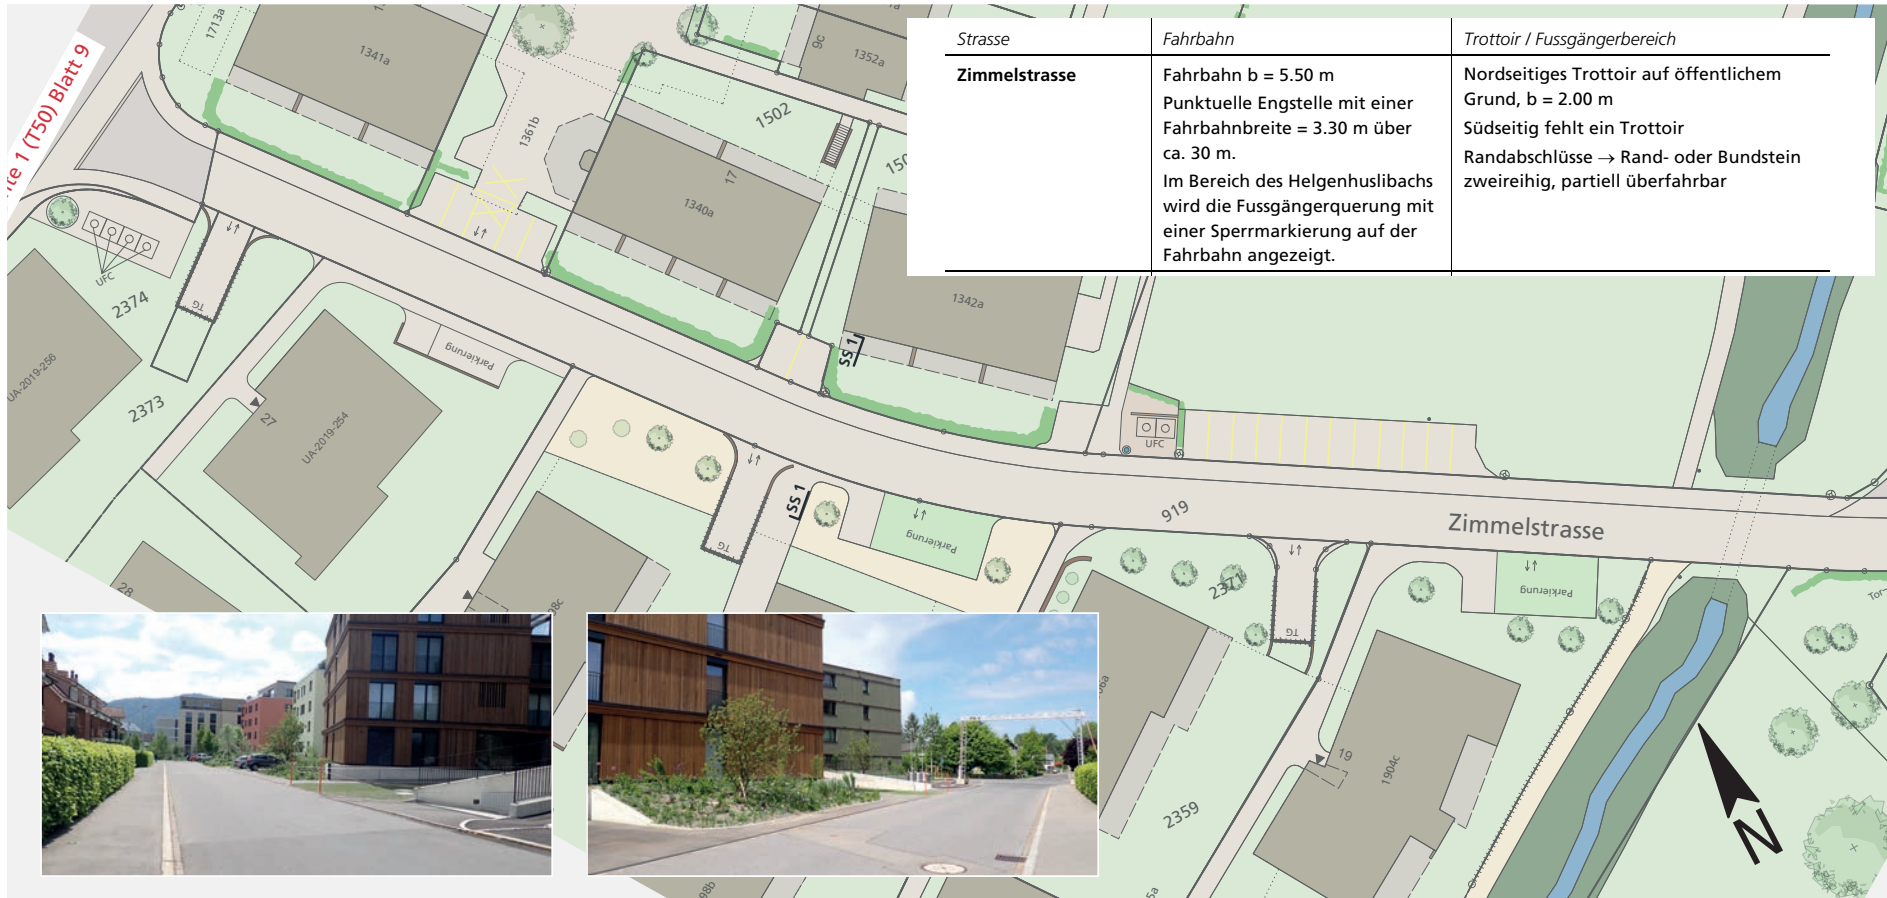 Strasse
Fahrbahn
Trottoir / Fussgängerbereich
Zimmelstrasse
Fahrbahn b = 5.50 m
Punktuelle Engstelle mit einer
Fahrbahnbreite = 3.30 m über
ca. 30 m.
Im Bereich des Helgenhuslibachs
wird die Fussgängerquerung mit
einer Sperrmarkierung auf der
Fahrbahn angezeigt.
Nordseitiges Trottoir auf öffentlichem
Grund, b = 2.00 m
Südseitig fehlt ein Trottoir
Randabschlüsse → Rand- oder Bundstein
zweireihig, partiell überfahrbar
1 (T50) Blatt 9
1713a
1341a
9c
1352a
1361b
1502
17
1340a
1342a
SS 1
UFC
2374
TG
UA-2019-256
2373
27
UA-2019-254
Parkierung
UFC
919
Zimmelstrasse
SS 1
TG
Parkierung
2371
TG
Parkierung
Tor
28
19
1904c
2359
98b
N